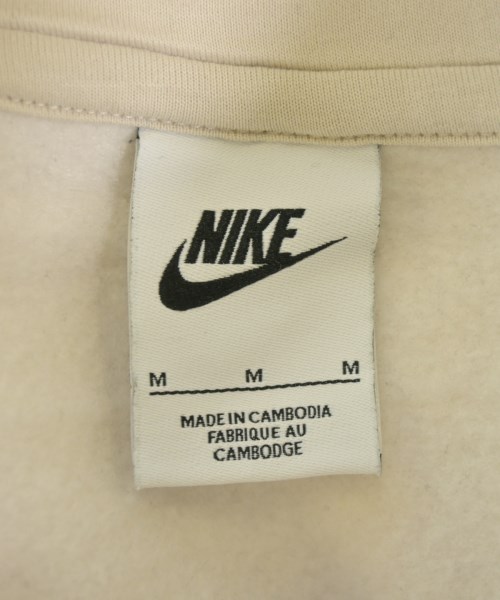 NIKE
M M M
MADE IN CAMBODIA
FABRIQUE AU
CAMBODGE